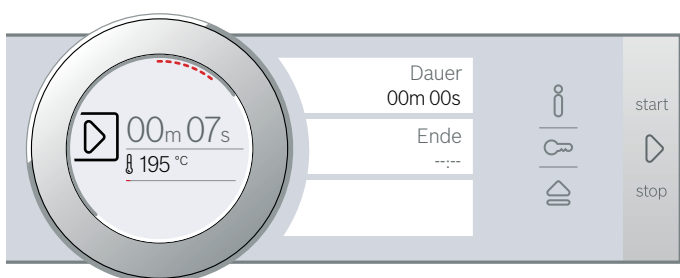 00m 07s
195 °C
Dauer
00m 00s
Ende
--:--
start
stop